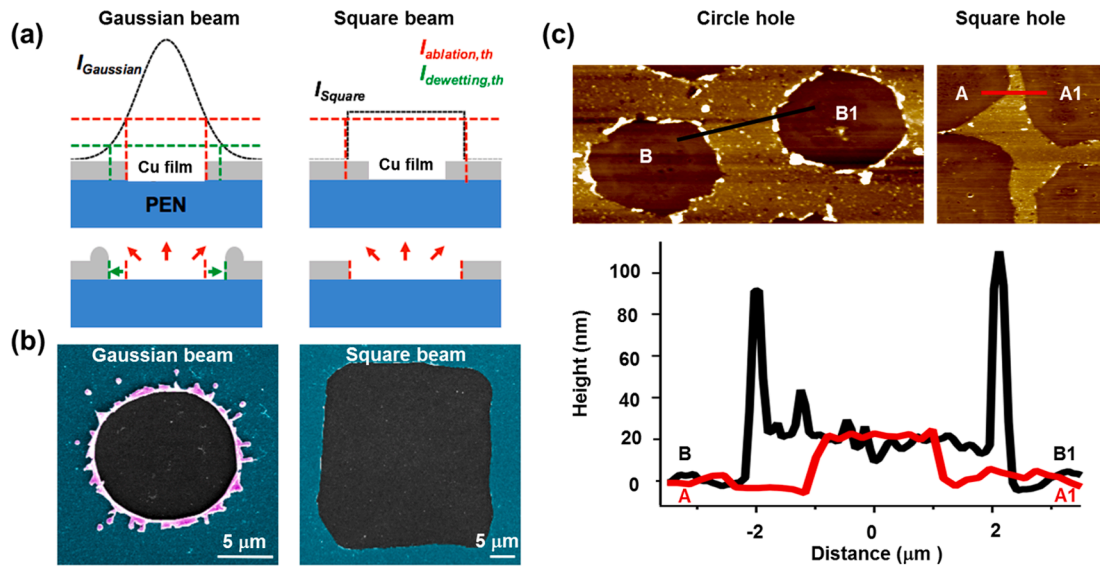 (a)
Gaussian beam
Square beam
I_Gaussian
I_Square
I_ablation,th
I_dewetting,th
Cu film
Cu film
PEN
(b)
Gaussian beam
5 μm
Square beam
5 μm
(c)
Circle hole
Square hole
B
B1
A
A1
Height (nm)
100
80
60
40
20
0
B
A
B1
A1
-2
0
2
Distance (μm )